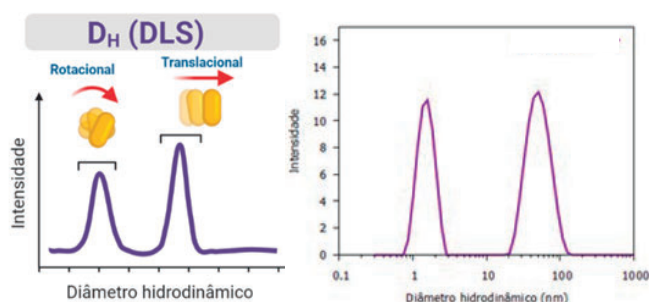 D_H (DLS)
Rotacional
Translacional
Intensidade
Diâmetro hidrodinâmico
16
14
12
10
8
6
4
2
0
Intensidade
0.1 1 10 100 1000
Diâmetro hidrodinâmico (nm)